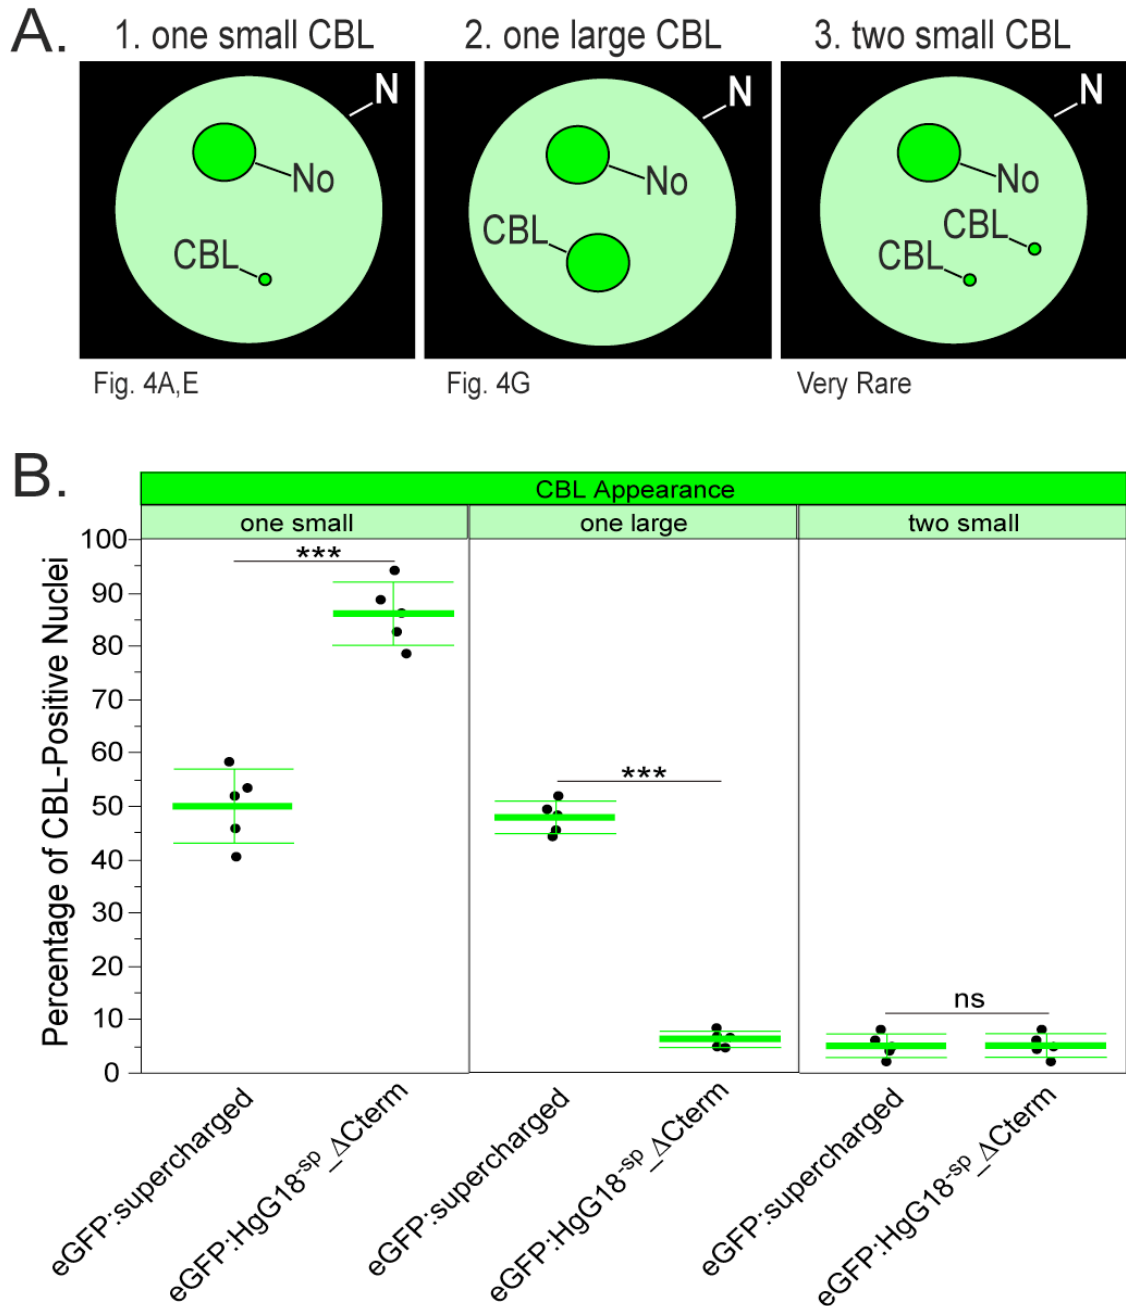 A.
1. one small CBL
2. one large CBL
3. two small CBL
N
No
CBL
N
No
CBL
N
No
CBL
CBL
Fig. 4A,E
Fig. 4G
Very Rare
B.
CBL Appearance
one small
one large
two small
Percentage of CBL-Positive Nuclei
100
90
80
70
60
50
40
30
20
10
0
***
***
ns
eGFP:supercharged
eGFP:HgG18⁻ˢᵖ_ΔCterm
eGFP:supercharged
eGFP:HgG18⁻ˢᵖ_ΔCterm
eGFP:supercharged
eGFP:HgG18⁻ˢᵖ_ΔCterm